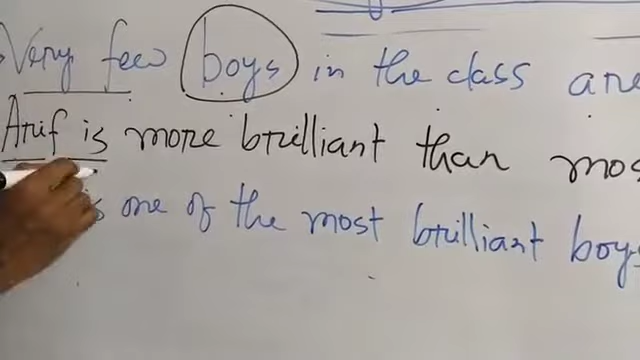 Very few boys in the class are
Arif is more brilliant than mos
is one of the most brilliant boys